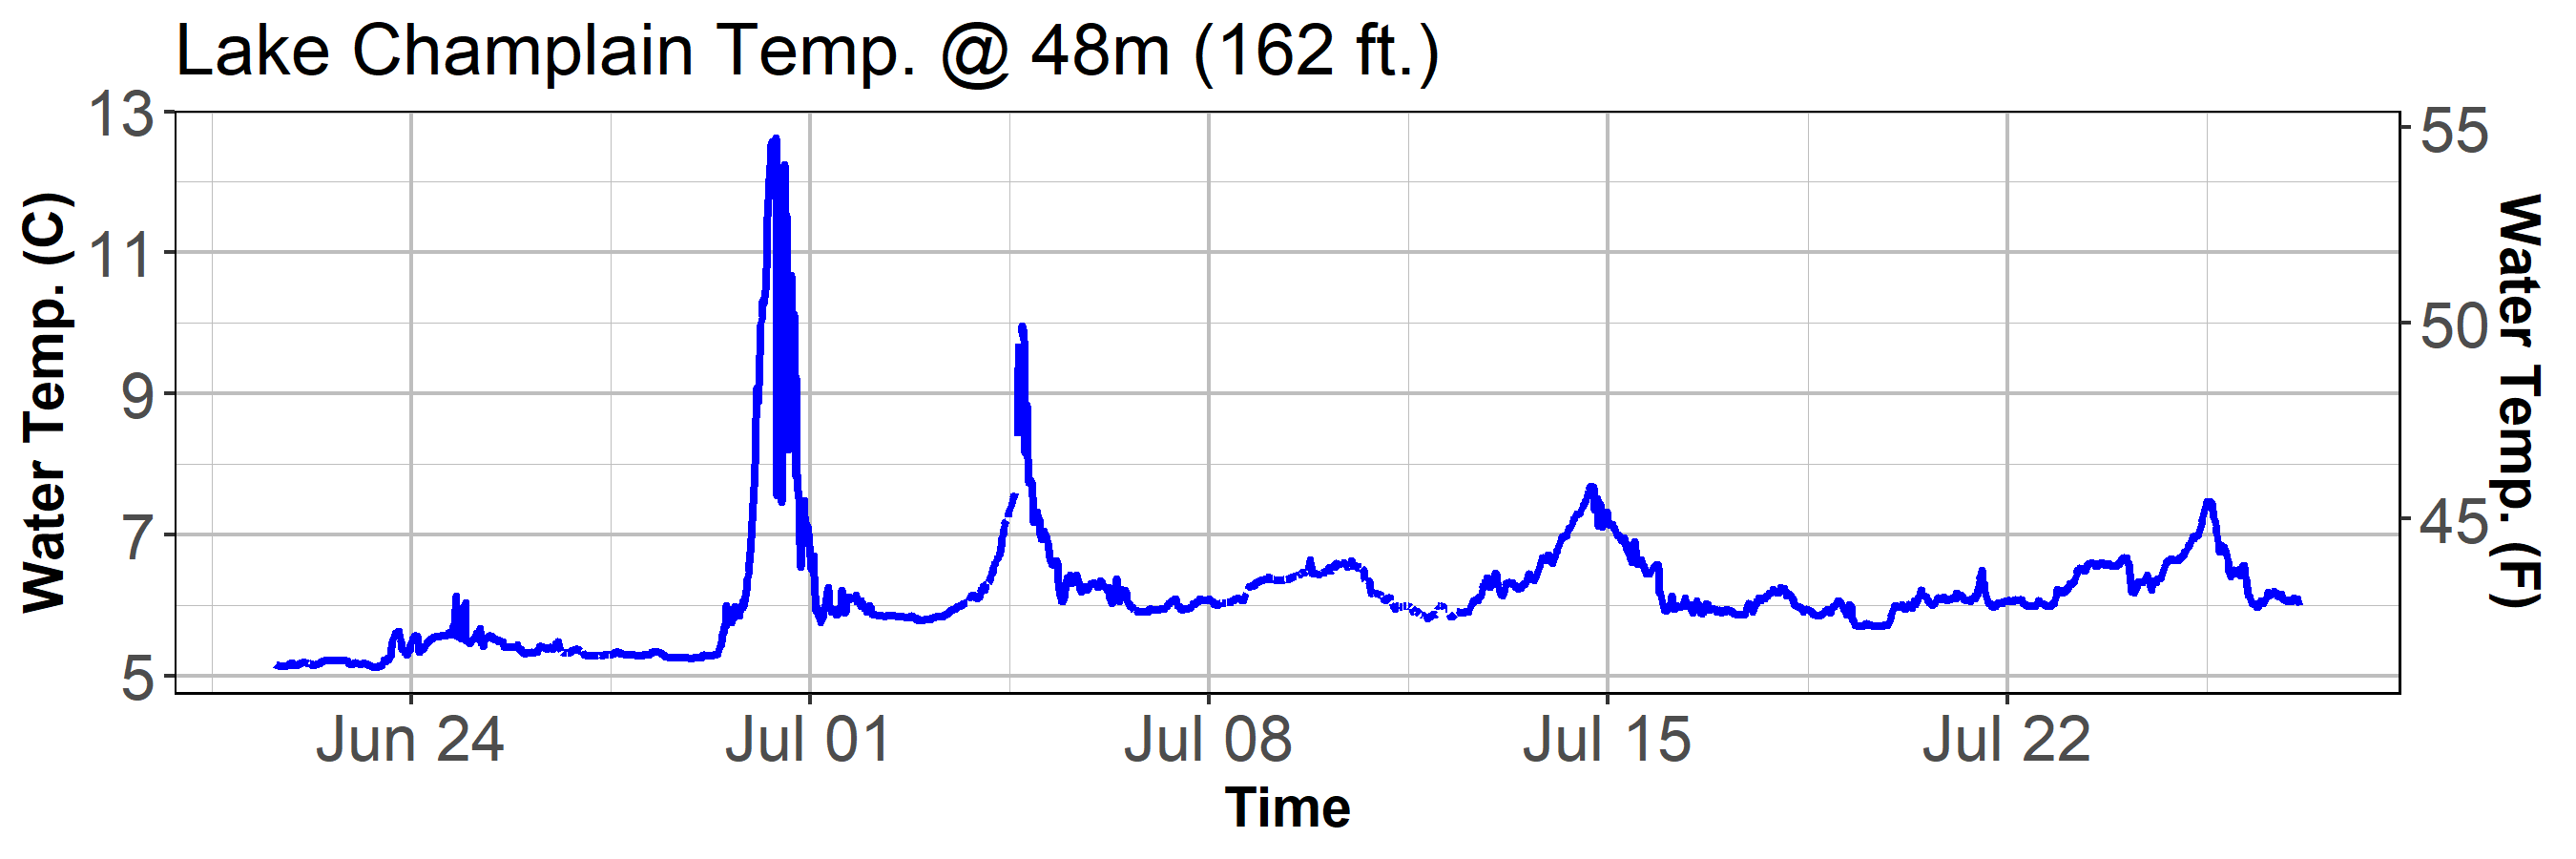 Lake Champlain Temp. @ 48m (162 ft.)
Water Temp. (C)
13
11
9
7
5
55
50
45
Water Temp. (F)
Jun 24
Jul 01
Jul 08
Jul 15
Jul 22
Time